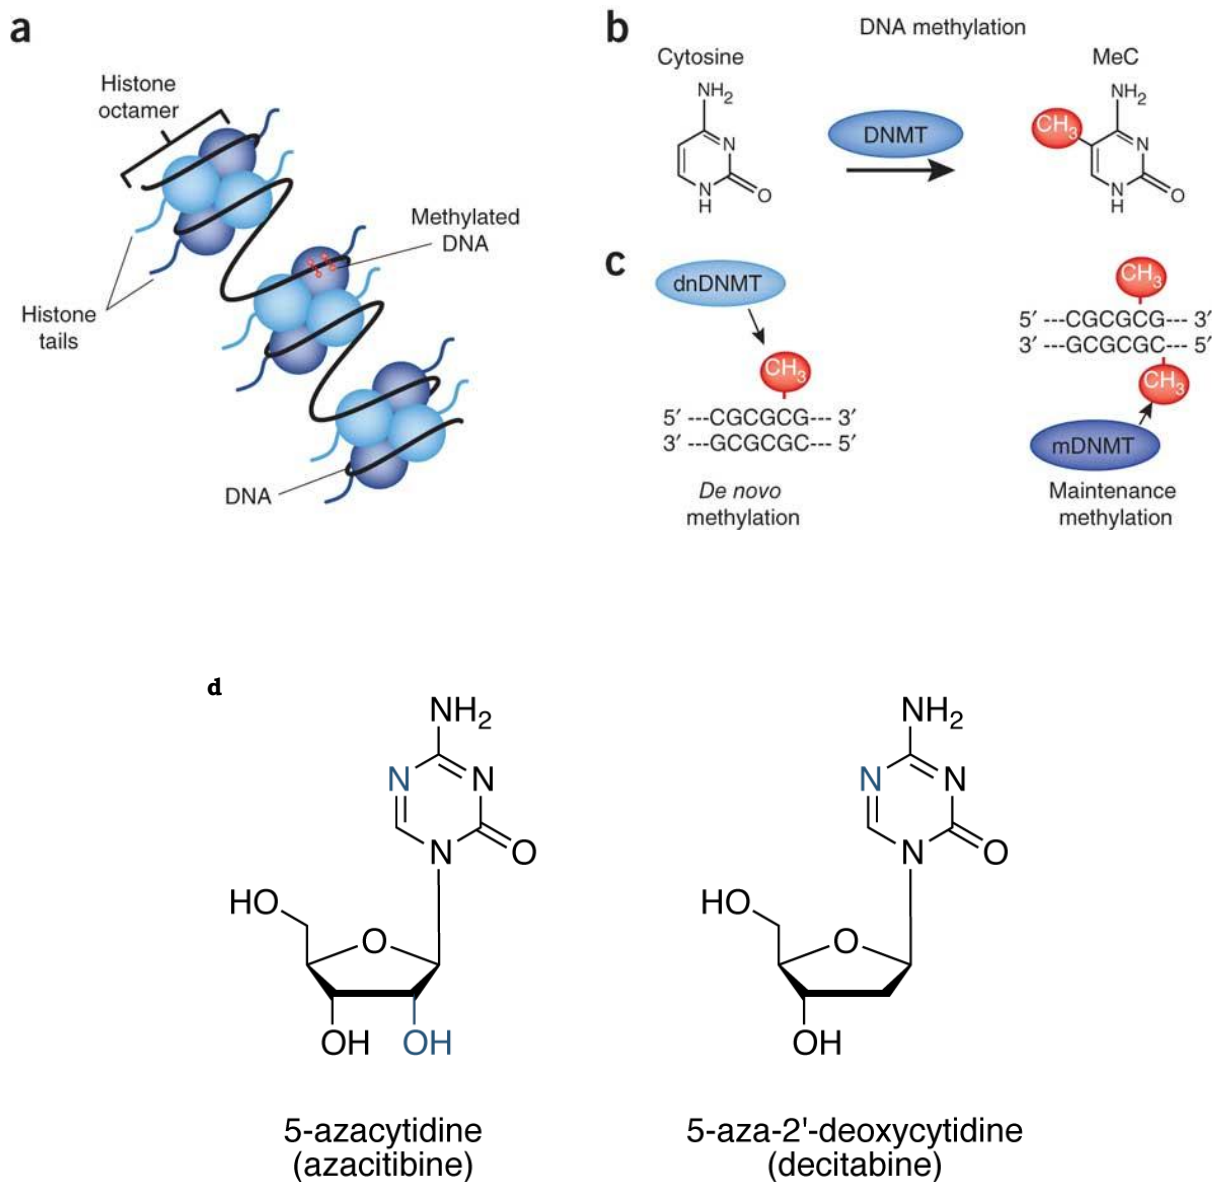 a
Histone
octamer
Methylated
DNA
Histone
tails
DNA
b
DNA methylation
Cytosine
MeC
NH2
N
N
H
O
DNMT
CH3
NH2
N
N
H
O
c
dnDNMT
CH3
5′ ---CGCGCG--- 3′
3′ ---GCGCGC--- 5′
De novo
methylation
CH3
5′ ---CGCGCG--- 3′
3′ ---GCGCGC--- 5′
CH3
mDNMT
Maintenance
methylation
d
NH2
N
N
N
O
HO
O
OH
OH
5-azacytidine
(azacitibine)
NH2
N
N
N
O
HO
O
OH
5-aza-2'-deoxycytidine
(decitabine)